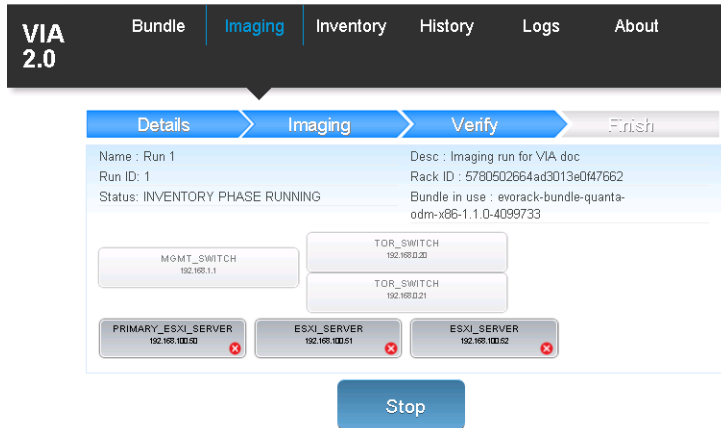 VIA 2.0
Bundle Imaging Inventory History Logs About
Details Imaging Verify Finish
Name : Run 1
Run ID: 1
Status: INVENTORY PHASE RUNNING
Desc : Imaging run for VIA doc
Rack ID : 5780502664ad3013e0f47662
Bundle in use : evorack-bundle-quanta-
odm-x86-1.1.0-4099733
MGMT_SWITCH
192.168.1.1
TOR_SWITCH
192.168.0.20
TOR_SWITCH
192.168.0.21
PRIMARY_ESXI_SERVER
192.168.100.50
ESXI_SERVER
192.168.100.51
ESXI_SERVER
192.168.100.52
Stop